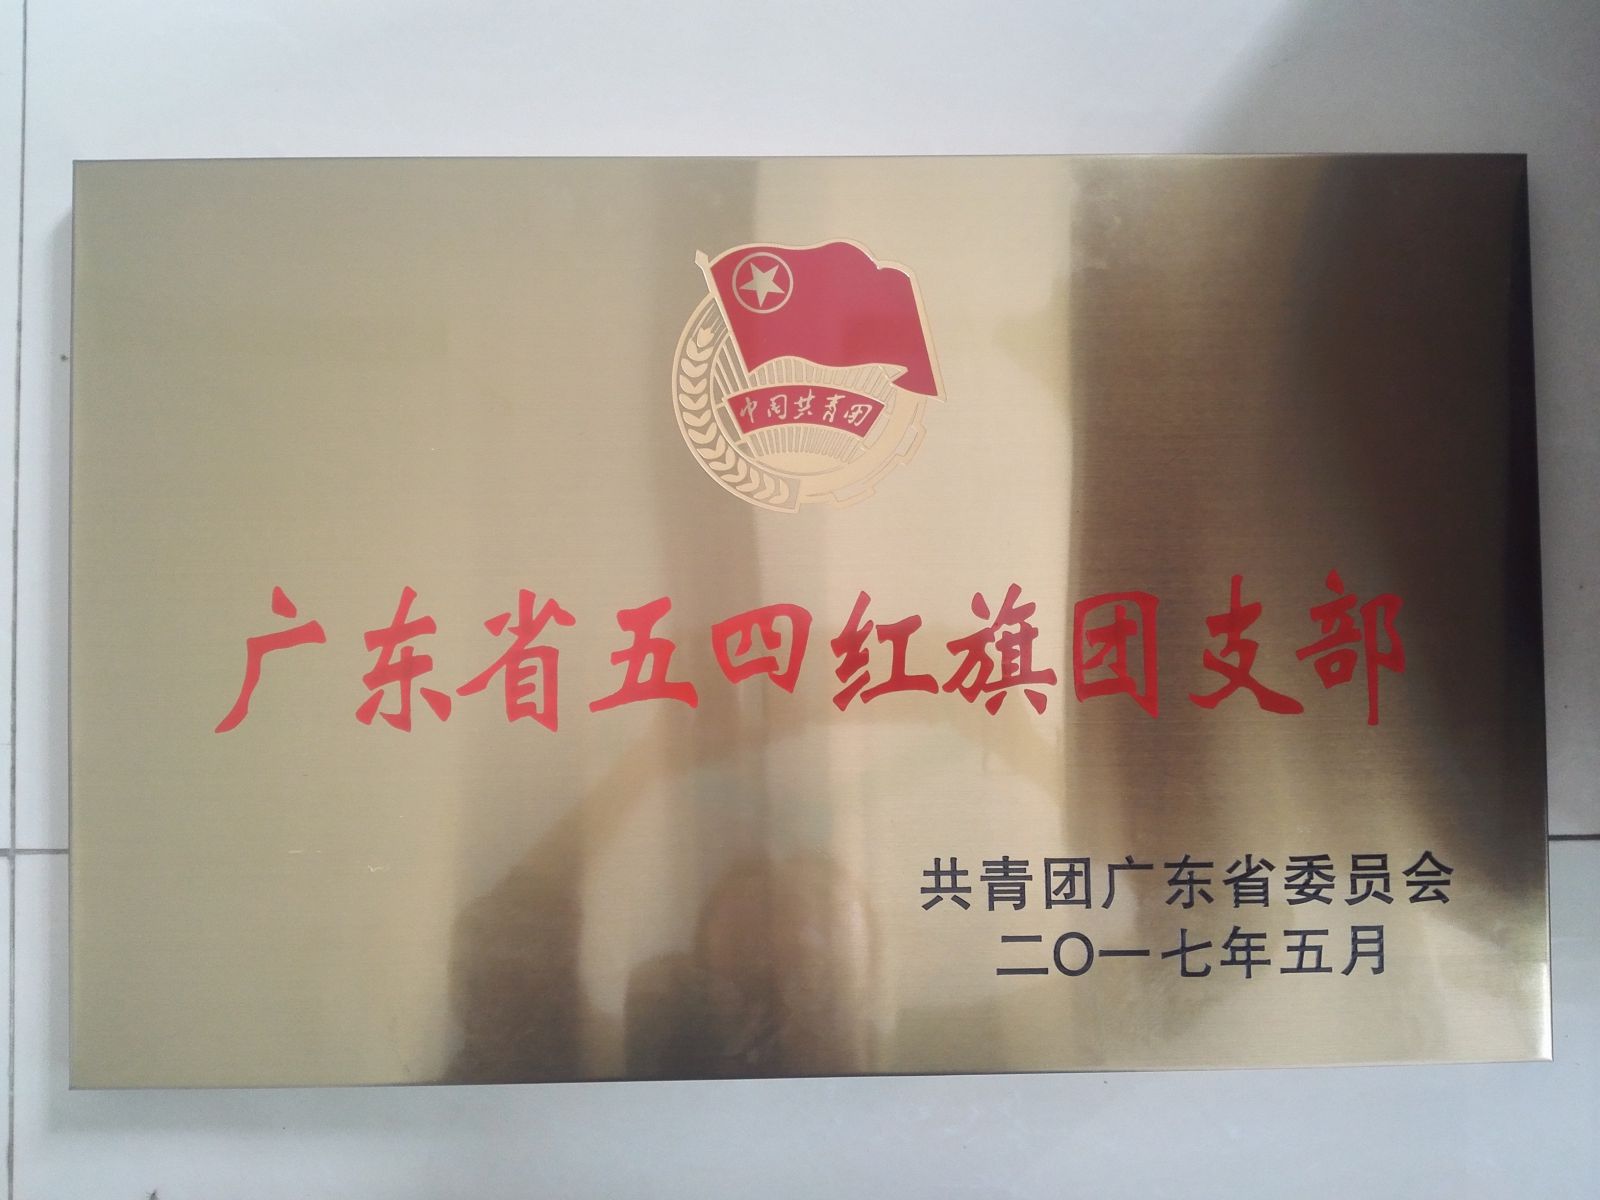 中国共青团
广东省五四红旗团支部
共青团广东省委员会
二〇一七年五月